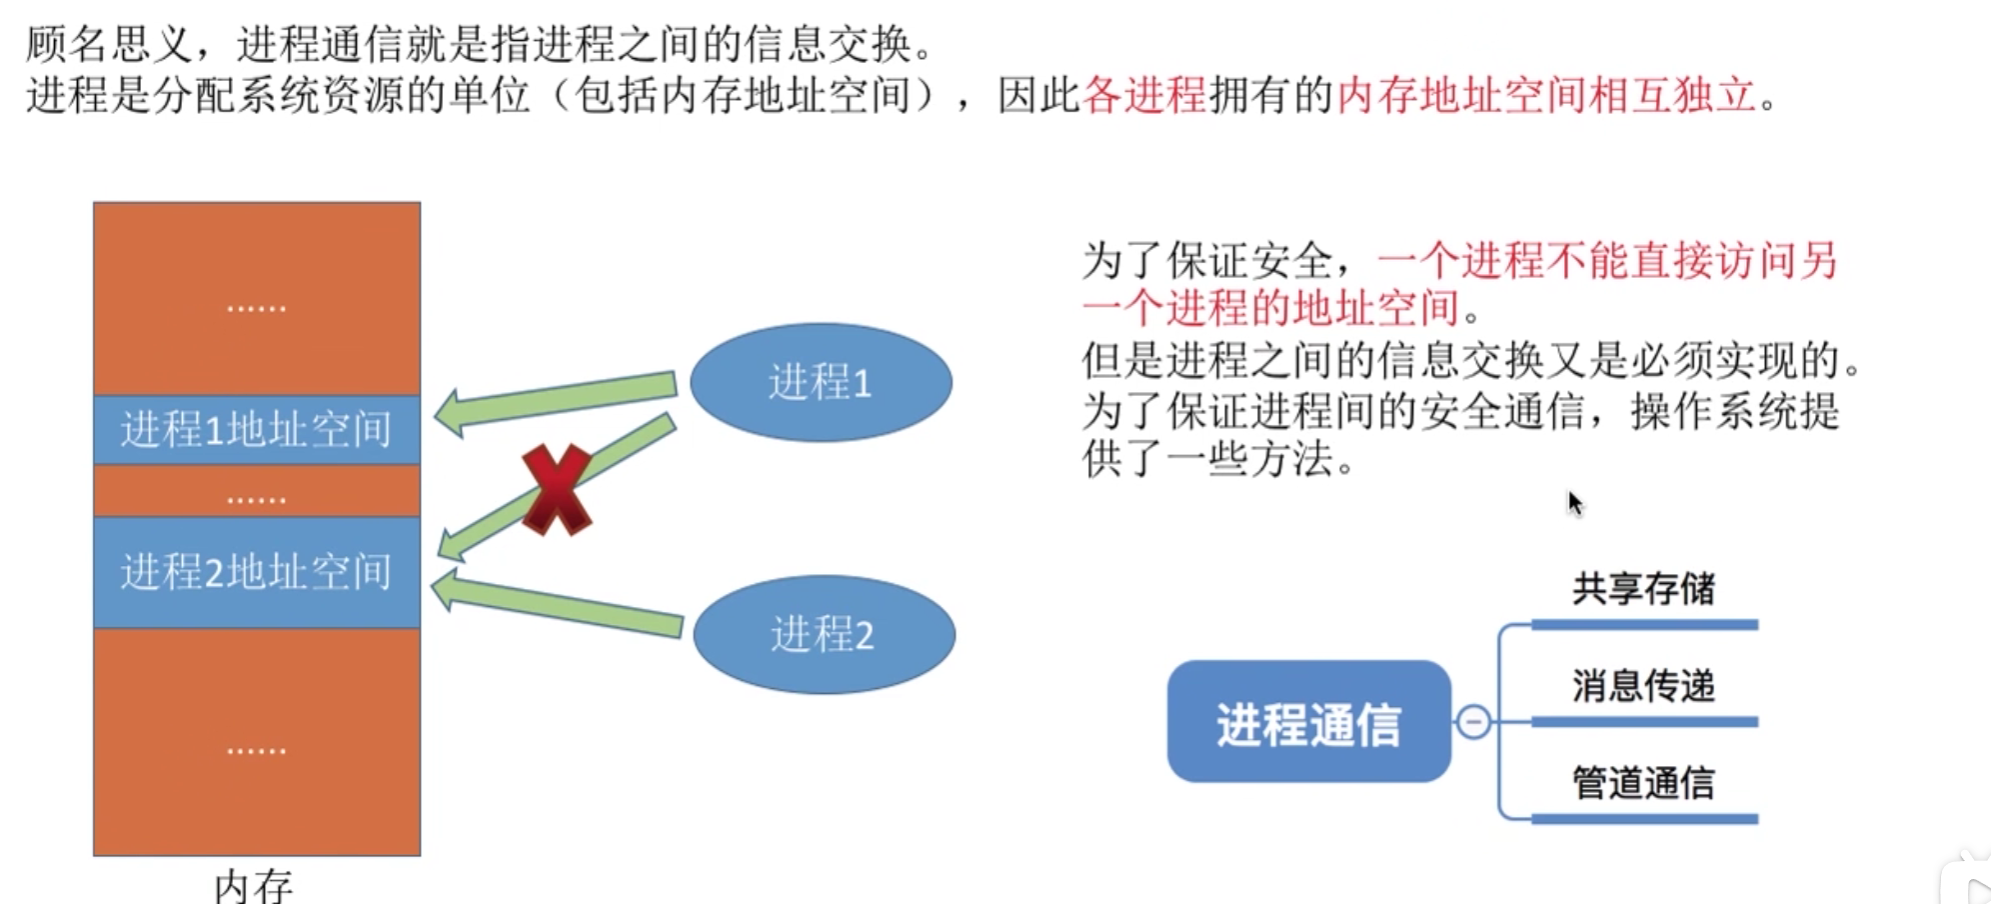 顾名思义，进程通信就是指进程之间的信息交换。
进程是分配系统资源的单位（包括内存地址空间），因此各进程拥有的内存地址空间相互独立。
......
进程1地址空间
......
进程2地址空间
......
内存
进程1
进程2
为了保证安全，一个进程不能直接访问另
一个进程的地址空间。
但是进程之间的信息交换又是必须实现的。
为了保证进程间的安全通信，操作系统提
供了一些方法。
进程通信
共享存储
消息传递
管道通信